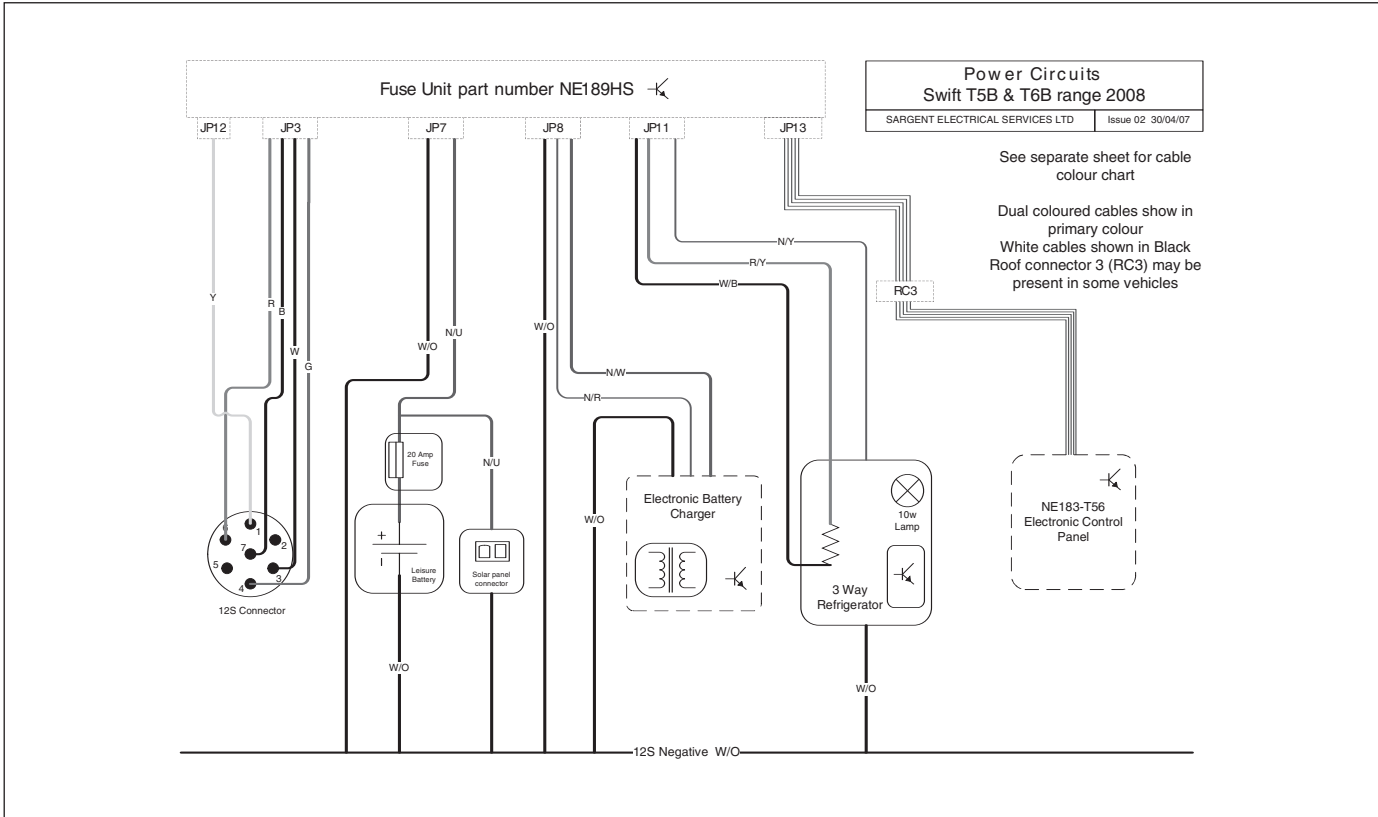 Fuse Unit part number NE189HS
Power Circuits
Swift T5B & T6B range 2008
SARGENT ELECTRICAL SERVICES LTD
Issue 02 30/04/07
JP12
JP3
JP7
JP8
JP11
JP13
See separate sheet for cable
colour chart
Dual coloured cables show in
primary colour
White cables shown in Black
Roof connector 3 (RC3) may be
present in some vehicles
N/Y
R/Y
W/B
RC3
Y
R
B
W
G
W/O
N/U
W/O
N/W
N/R
20 Amp
Fuse
N/U
W/O
+
-
Leisure
Battery
Solar panel
connector
Electronic Battery
Charger
10w
Lamp
3 Way
Refrigerator
NE183-T56
Electronic Control
Panel
1
2
3
4
5
6
7
12S Connector
W/O
W/O
12S Negative W/O